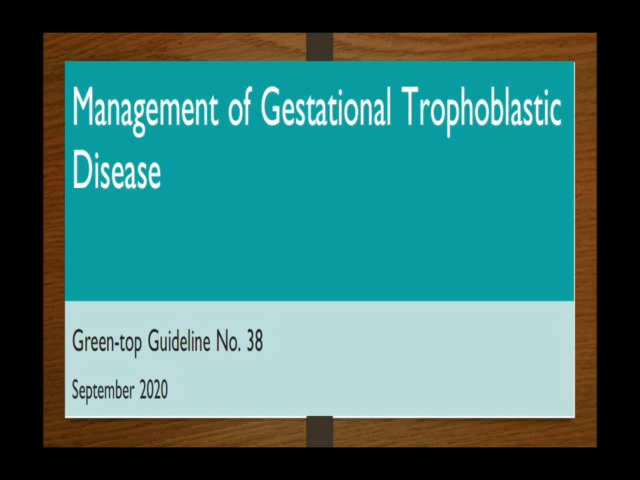 Management of Gestational Trophoblastic
Disease
Green-top Guideline No. 38
September 2020